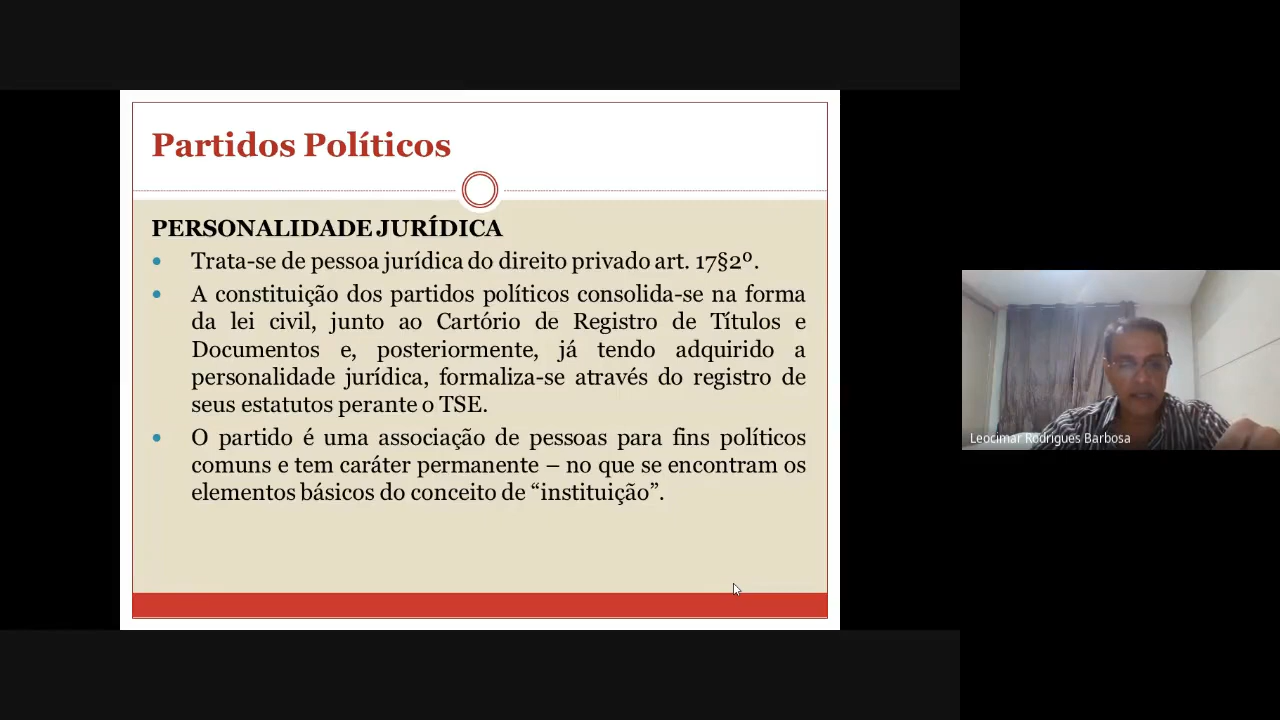 Partidos Políticos
PERSONALIDADE JURÍDICA
• Trata-se de pessoa jurídica do direito privado art. 17§2º.
• A constituição dos partidos políticos consolida-se na forma
da lei civil, junto ao Cartório de Registro de Títulos e
Documentos e, posteriormente, já tendo adquirido a
personalidade jurídica, formaliza-se através do registro de
seus estatutos perante o TSE.
• O partido é uma associação de pessoas para fins políticos
comuns e tem caráter permanente – no que se encontram os
elementos básicos do conceito de “instituição”.
Leocimar Rodrigues Barbosa